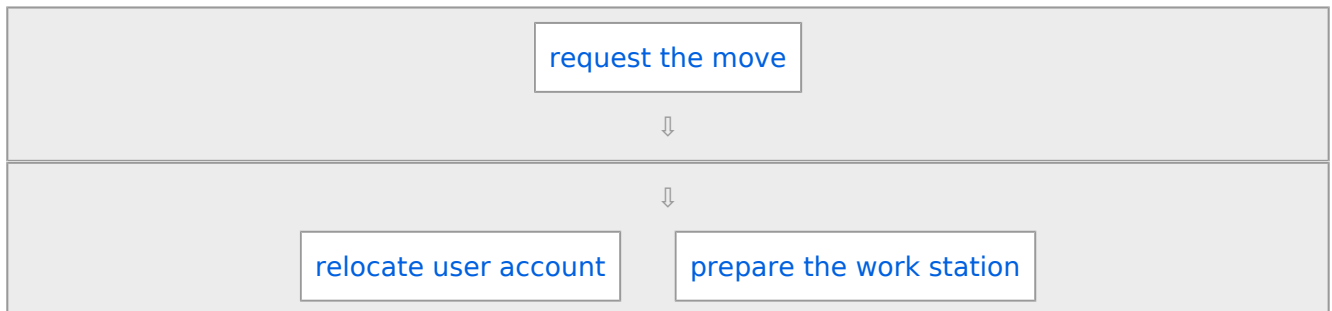 request the move
⇩
⇩
relocate user account
prepare the work station